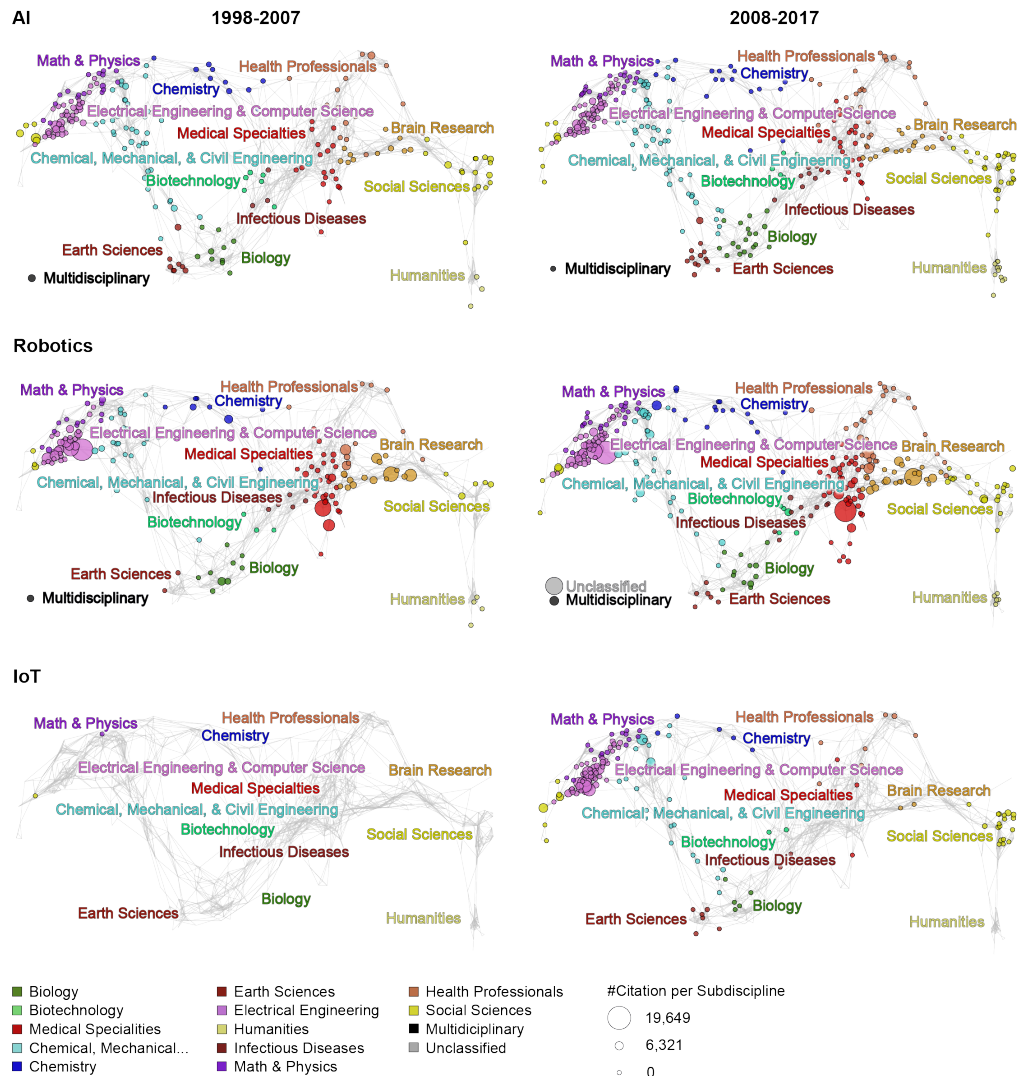 AI
1998-2007
2008-2017
Math & Physics
Health Professionals
Chemistry
Electrical Engineering & Computer Science
Medical Specialties
Brain Research
Chemical, Mechanical, & Civil Engineering
Biotechnology
Social Sciences
Infectious Diseases
Earth Sciences
Biology
Humanities
Multidisciplinary
Math & Physics
Health Professionals
Chemistry
Electrical Engineering & Computer Science
Medical Specialties
Brain Research
Chemical, Mechanical, & Civil Engineering
Biotechnology
Social Sciences
Infectious Diseases
Biology
Multidisciplinary
Earth Sciences
Humanities
Robotics
Math & Physics
Health Professionals
Chemistry
Electrical Engineering & Computer Science
Brain Research
Medical Specialties
Chemical, Mechanical, & Civil Engineering
Infectious Diseases
Social Sciences
Biotechnology
Earth Sciences
Biology
Multidisciplinary
Humanities
Math & Physics
Health Professionals
Chemistry
Electrical Engineering & Computer Science
Brain Research
Medical Specialties
Chemical, Mechanical, & Civil Engineering
Biotechnology
Social Sciences
Infectious Diseases
Biology
Unclassified
Multidisciplinary
Earth Sciences
Humanities
IoT
Math & Physics
Health Professionals
Chemistry
Electrical Engineering & Computer Science
Brain Research
Medical Specialties
Chemical, Mechanical, & Civil Engineering
Biotechnology
Social Sciences
Infectious Diseases
Biology
Earth Sciences
Humanities
Math & Physics
Health Professionals
Chemistry
Electrical Engineering & Computer Science
Brain Research
Medical Specialties
Chemical, Mechanical, & Civil Engineering
Social Sciences
Biotechnology
Infectious Diseases
Biology
Earth Sciences
Humanities
Biology
Biotechnology
Medical Specialities
Chemical, Mechanical...
Chemistry
Earth Sciences
Electrical Engineering
Humanities
Infectious Diseases
Math & Physics
Health Professionals
Social Sciences
Multidiciplinary
Unclassified
#Citation per Subdiscipline
19,649
6,321
0